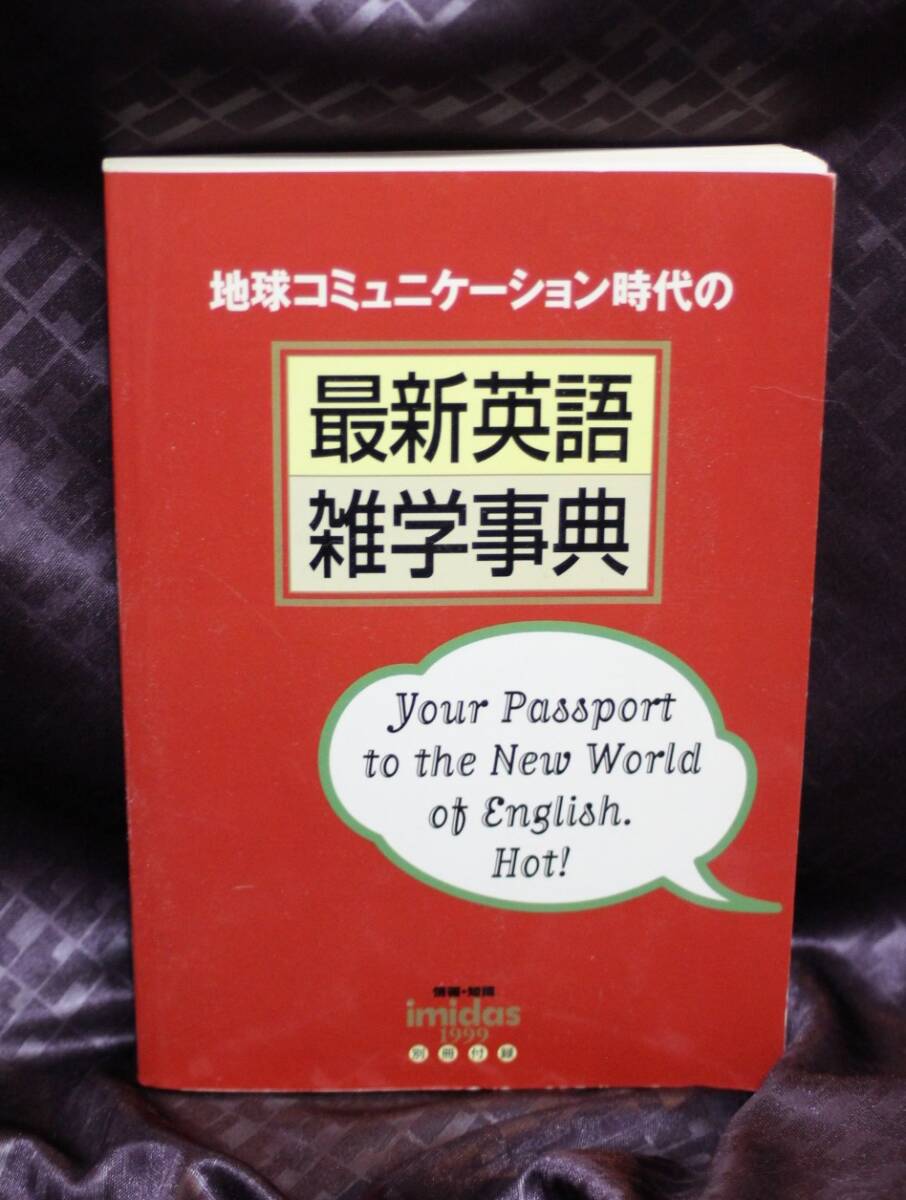 地球コミュニケーション時代の
最新英語
雑学事典
Your Passport
to the New World
of English.
Hot!
情報・知識
imidas
1999
別冊付録